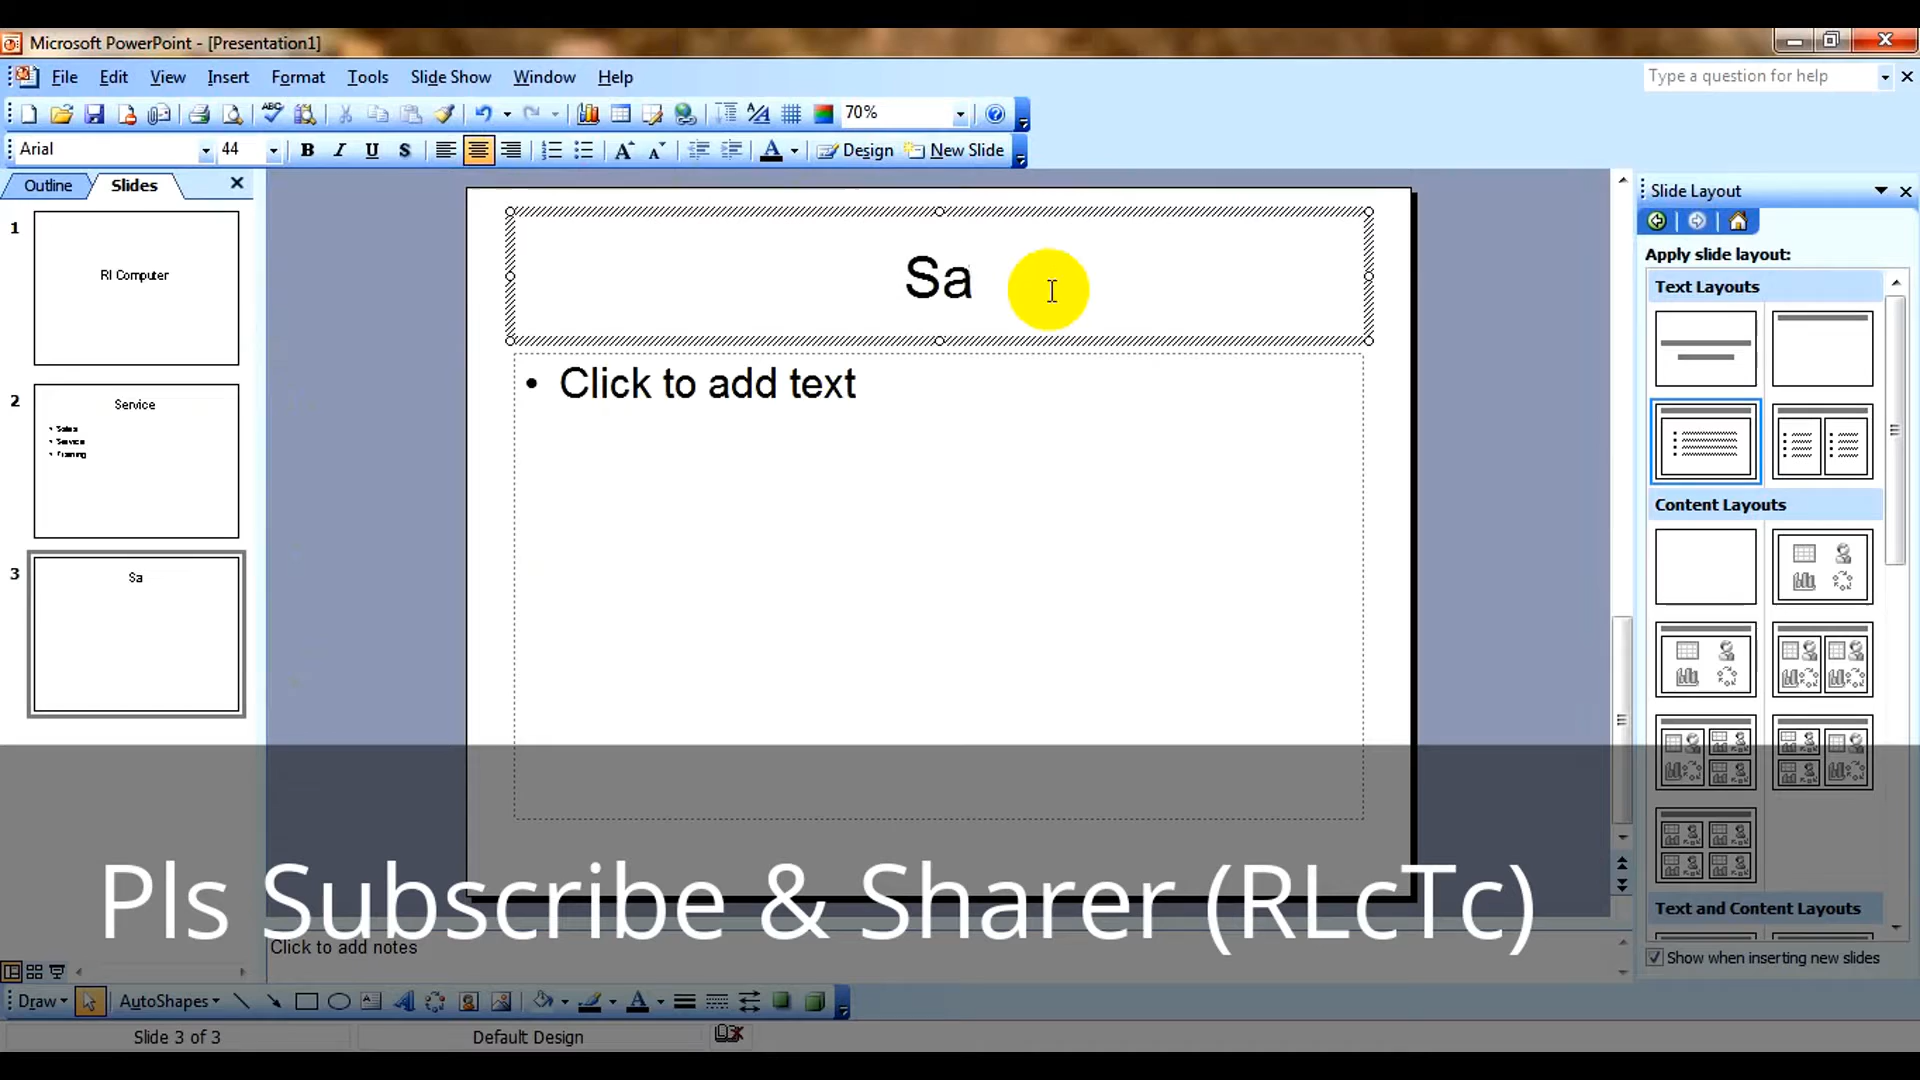 Microsoft PowerPoint - [Presentation1]
File Edit View Insert Format Tools Slide Show Window Help
Type a question for help
70%
Arial 44 B I U S A A A Design New Slide
Outline Slides
Slide Layout
Apply slide layout:
Text Layouts
1
RI Computer
Sa
Click to add text
2
Service
Sales
Service
Training
Content Layouts
3
Sa
Text and Content Layouts
Pls Subscribe & Sharer (RLcTc)
Click to add notes
Show when inserting new slides
Draw AutoShapes
Slide 3 of 3
Default Design